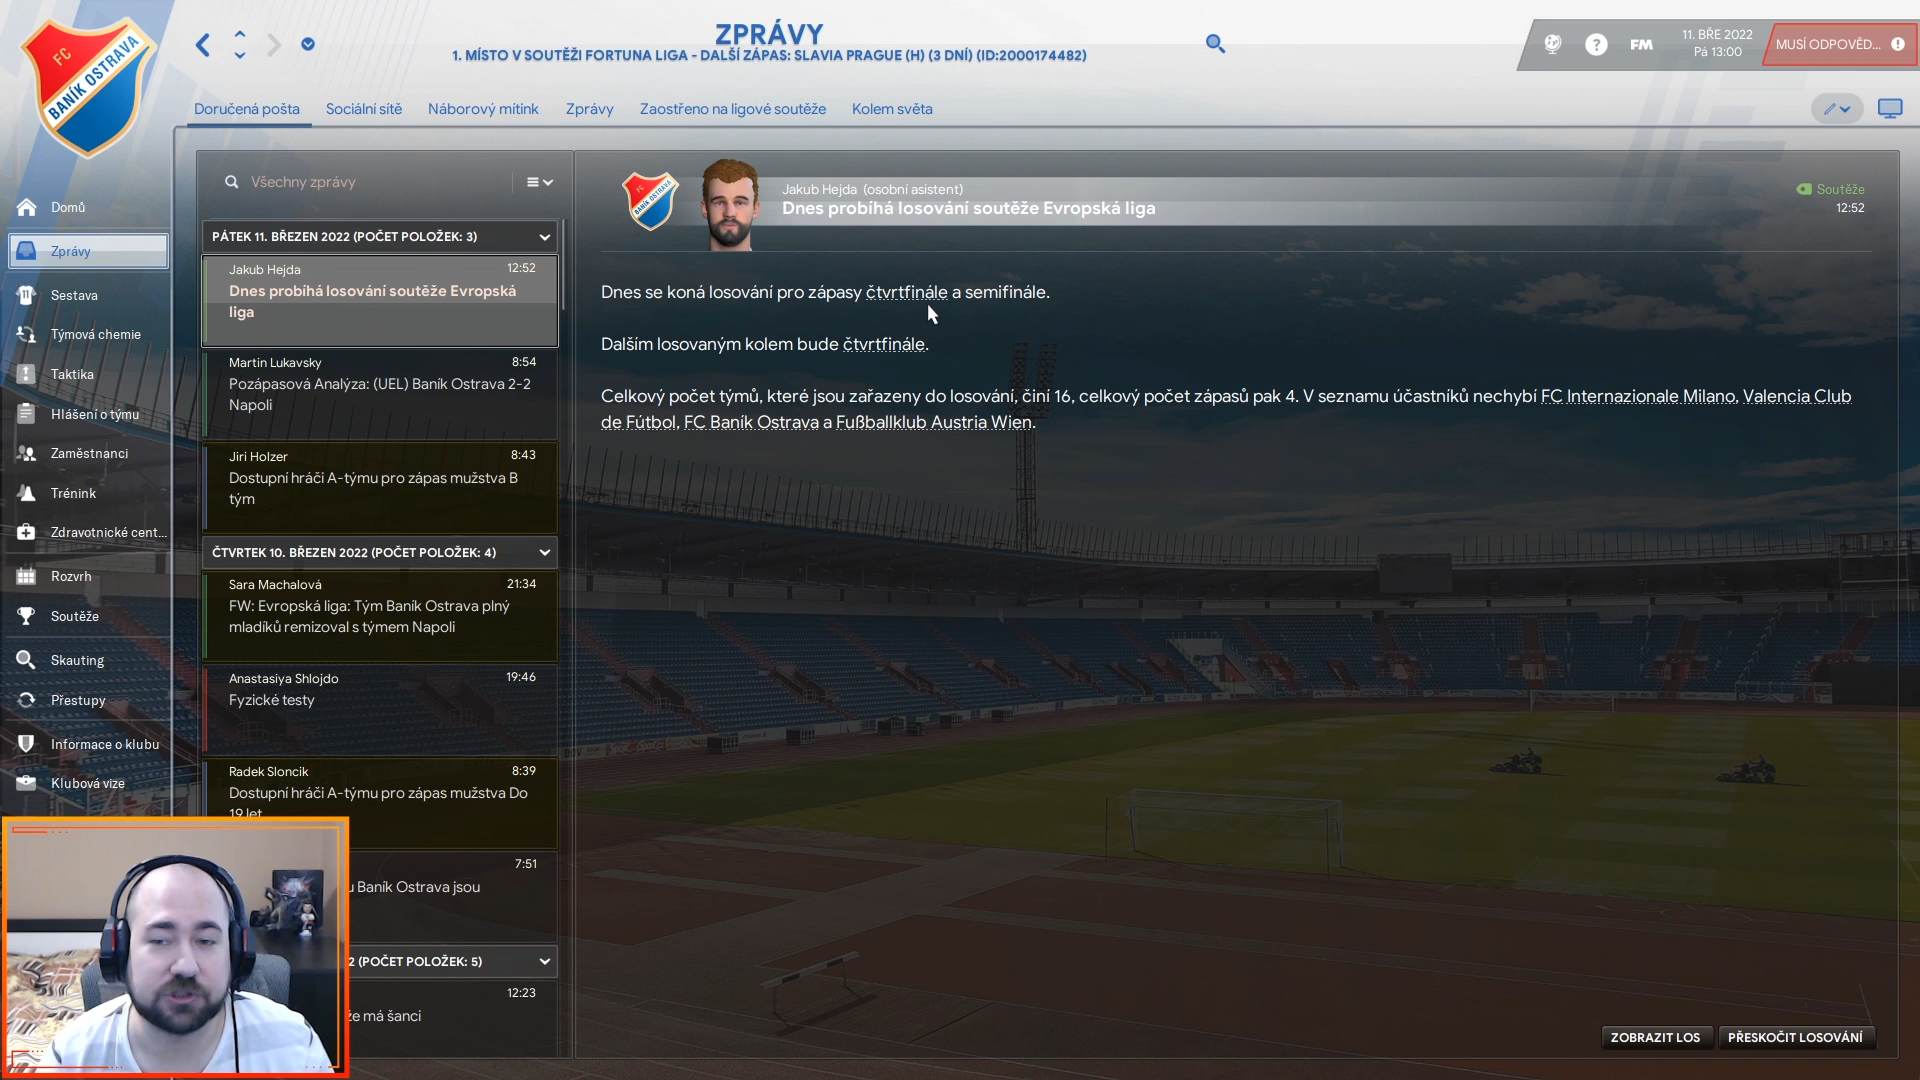 FC
BANÍK OSTRAVA
ZPRÁVY
1. MÍSTO V SOUTĚŽI FORTUNA LIGA - DALŠÍ ZÁPAS: SLAVIA PRAGUE (H) (3 DNÍ) (ID:2000174482)
?
FM
11. BŘE 2022
Pá 13:00
MUSÍ ODPOVĚD...
Doručená pošta
Sociální sítě
Náborový mítink
Zprávy
Zaostřeno na ligové soutěže
Kolem světa
Domů
Zprávy
Sestava
Týmová chemie
Taktika
Hlášení o týmu
Zaměstnanci
Trénink
Zdravotnické cent...
Rozvrh
Soutěže
Skauting
Přestupy
Informace o klubu
Klubová vize
Všechny zprávy
PÁTEK 11. BŘEZEN 2022 (POČET POLOŽEK: 3)
Jakub Hejda 12:52
Dnes probíhá losování soutěže Evropská
liga
Martin Lukavsky 8:54
Pozápasová Analýza: (UEL) Baník Ostrava 2-2
Napoli
Jiri Holzer 8:43
Dostupní hráči A-týmu pro zápas mužstva B
tým
ČTVRTEK 10. BŘEZEN 2022 (POČET POLOŽEK: 4)
Sara Machalová 21:34
FW: Evropská liga: Tým Baník Ostrava plný
mladíků remizoval s týmem Napoli
Anastasiya Shlojdo 19:46
Fyzické testy
Radek Sloncik 8:39
Dostupní hráči A-týmu pro zápas mužstva Do
19 let
7:51
u Baník Ostrava jsou
2 (POČET POLOŽEK: 5)
12:23
že má šanci
Jakub Hejda (osobní asistent)
Dnes probíhá losování soutěže Evropská liga
Soutěže
12:52
Dnes se koná losování pro zápasy čtvrtfinále a semifinále.
Dalším losovaným kolem bude čtvrtfinále.
Celkový počet týmů, které jsou zařazeny do losování, činí 16, celkový počet zápasů pak 4. V seznamu účastníků nechybí FC Internazionale Milano, Valencia Club
de Fútbol, FC Baník Ostrava a Fußballklub Austria Wien.
ZOBRAZIT LOS
PŘESKOČIT LOSOVÁNÍ